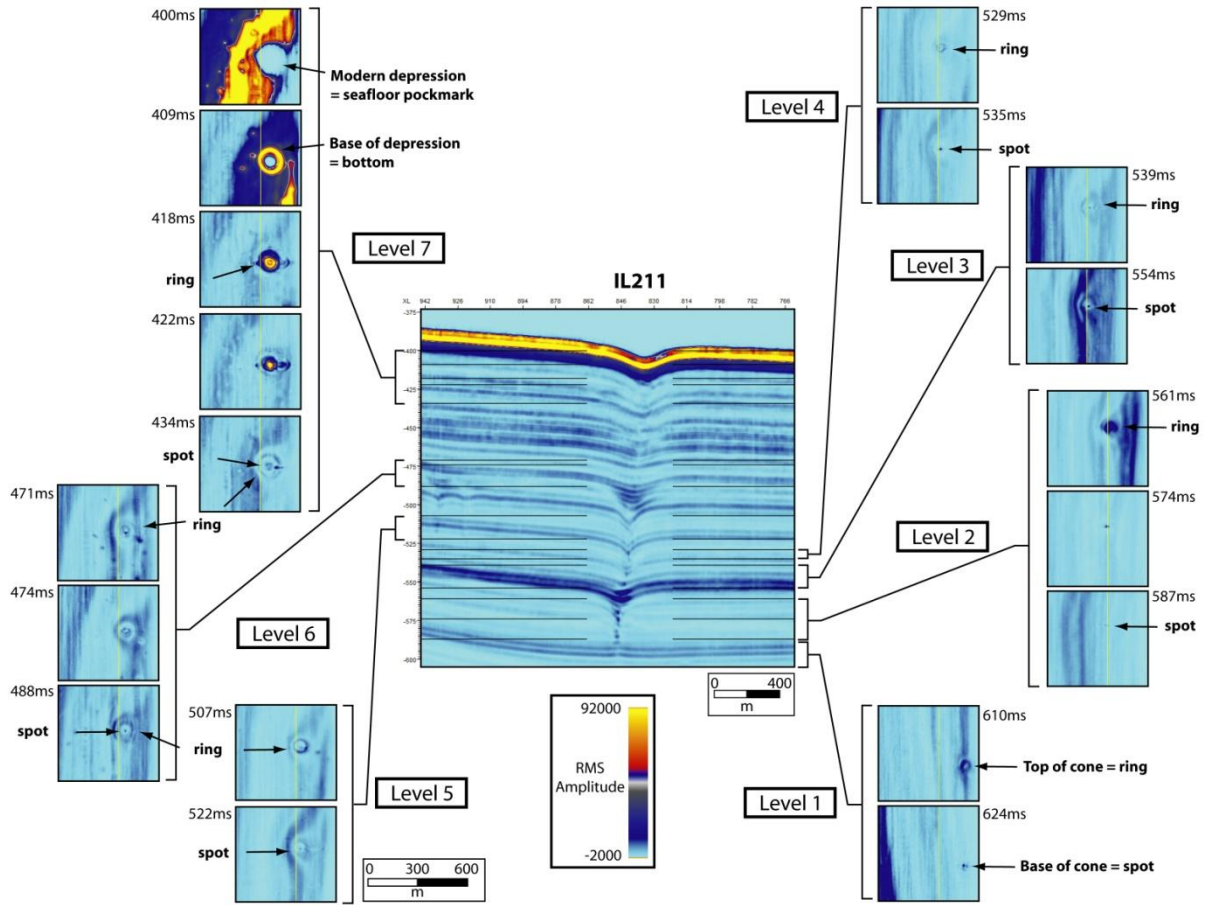 400ms
Modern depression
= seafloor pockmark
409ms
Base of depression
= bottom
418ms
ring
Level 7
422ms
434ms
spot
471ms
ring
474ms
Level 6
488ms
spot
507ms
ring
Level 5
522ms
spot
0 300 600
m
IL211
XL 942 926 910 894 878 862 846 830 814 798 782 766
-375
-400
-425
-450
-475
-500
-525
-550
-575
-600
0 400
m
92000
RMS
Amplitude
-2000
529ms
ring
Level 4
535ms
spot
539ms
ring
Level 3
554ms
spot
561ms
ring
574ms
Level 2
587ms
spot
610ms
Top of cone = ring
Level 1
624ms
Base of cone = spot